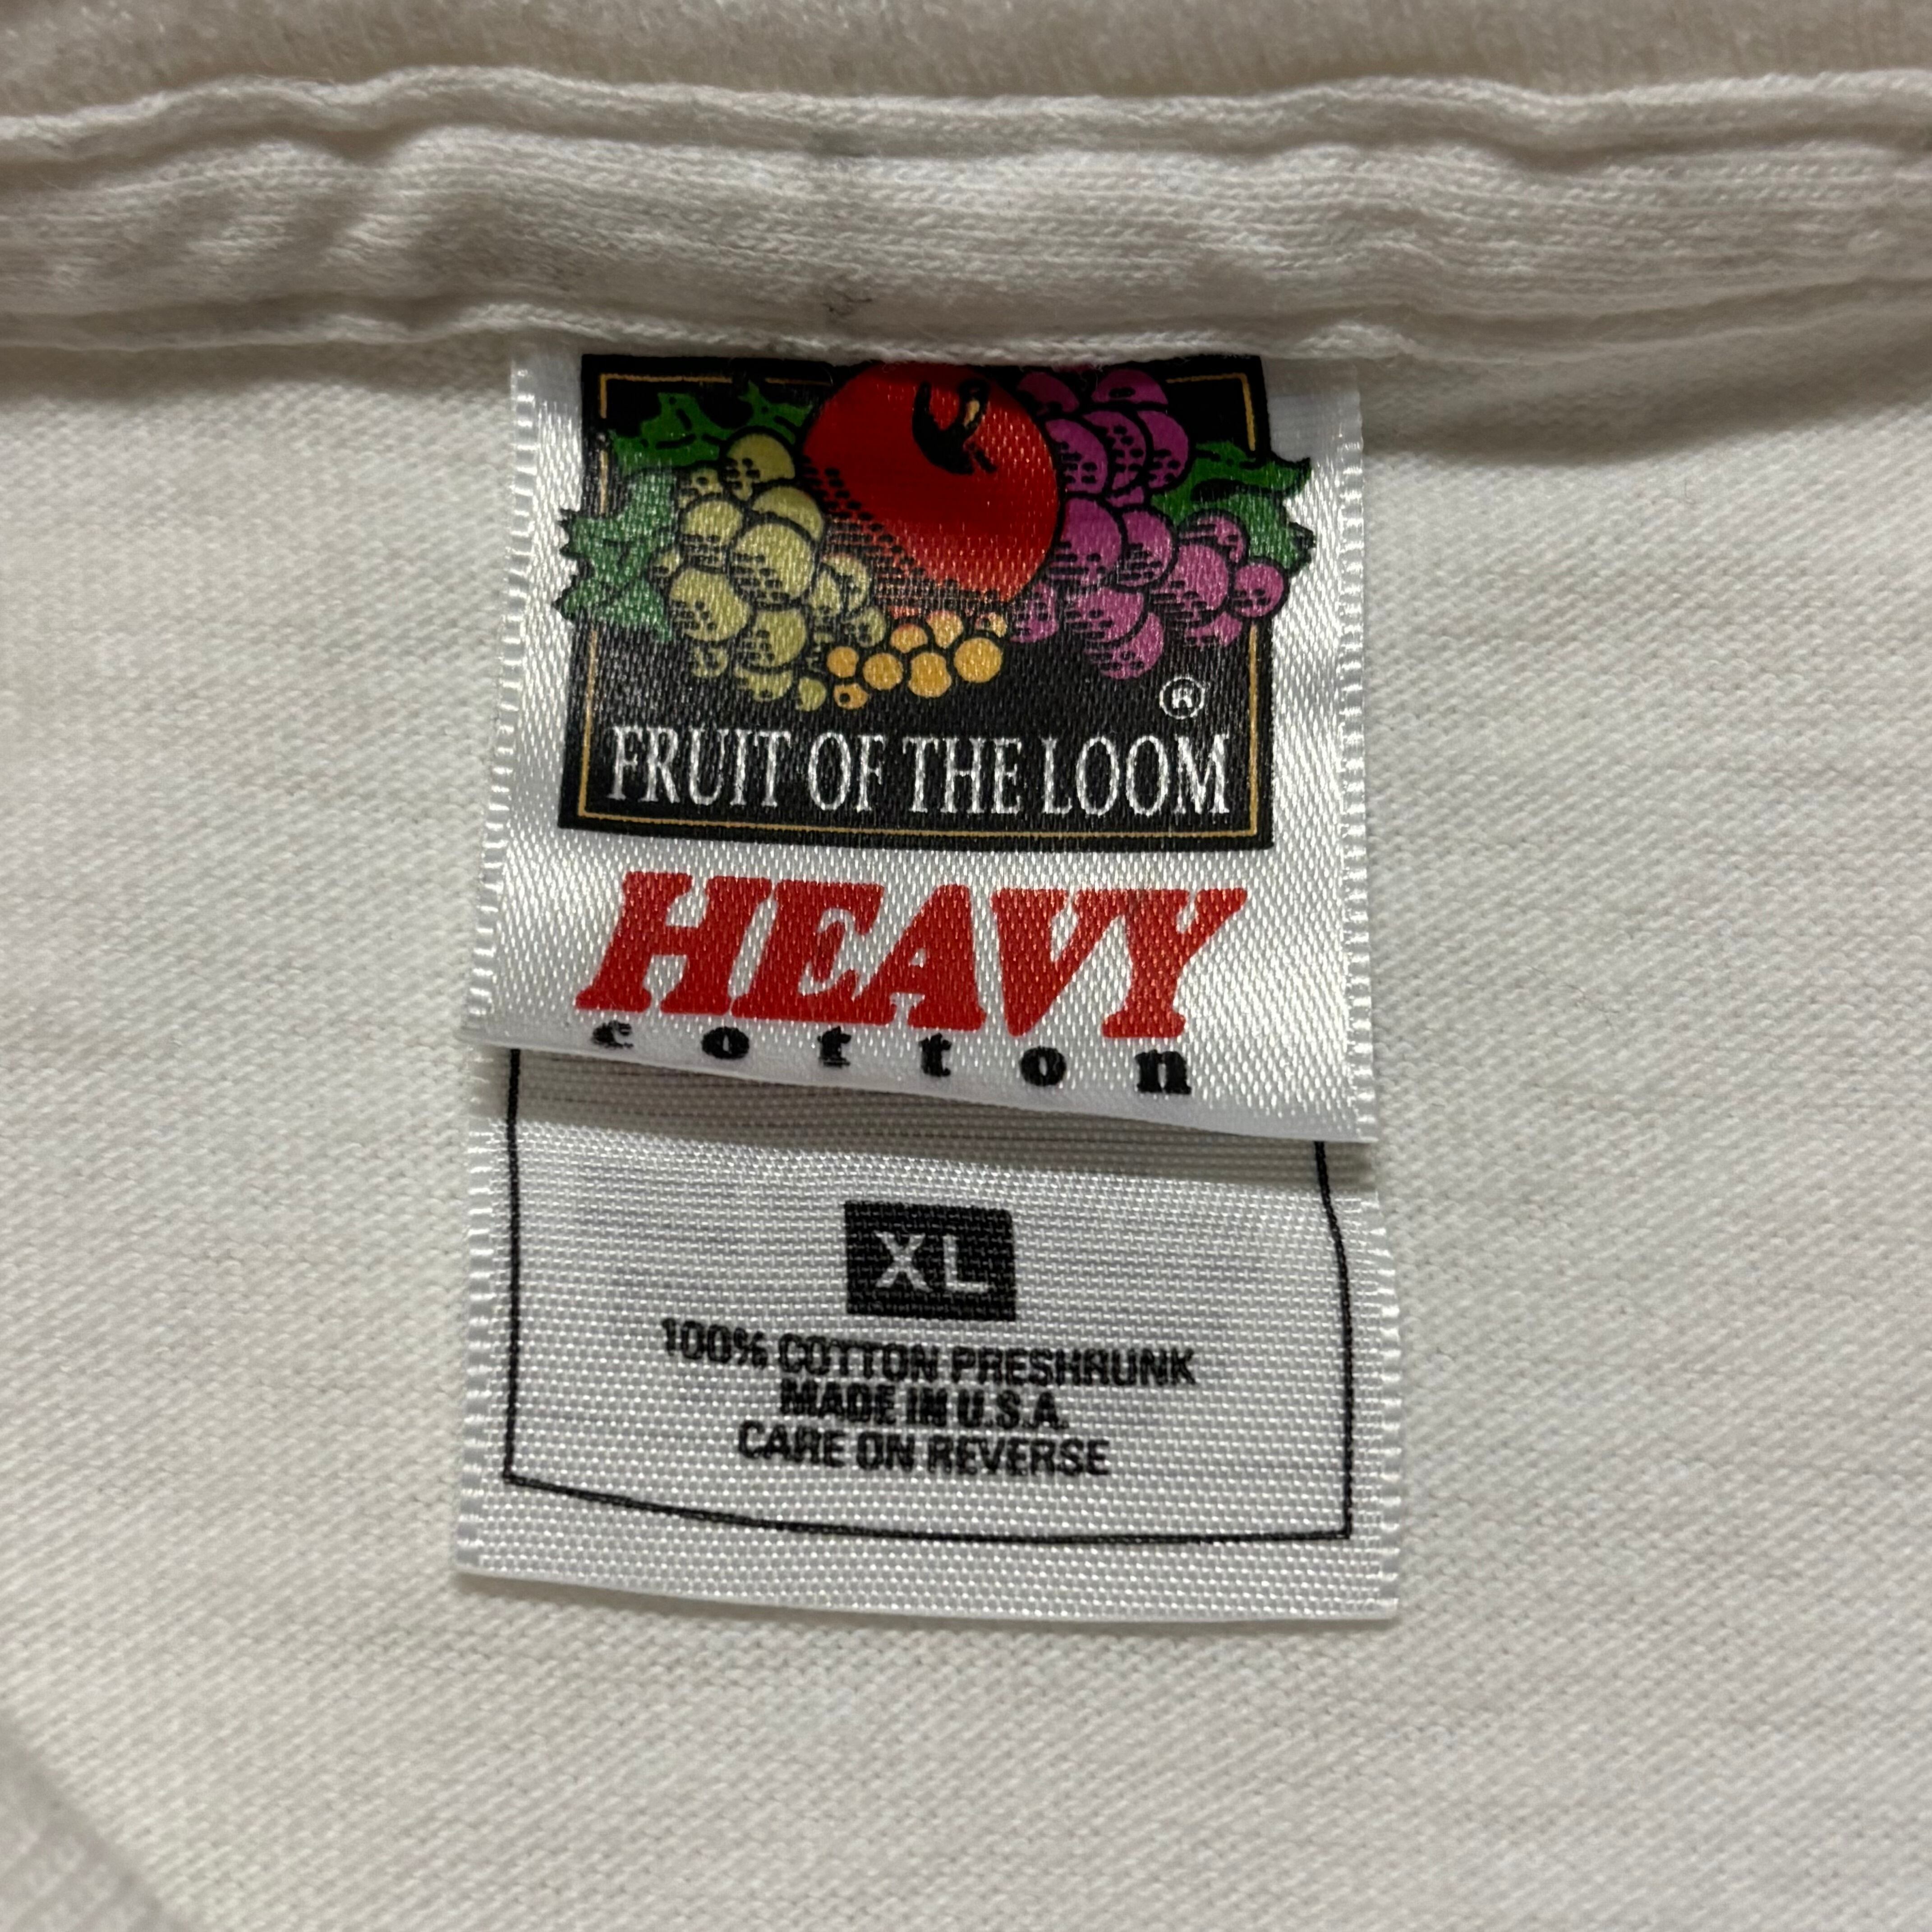 ®
FRUIT OF THE LOOM
HEAVY
cotton
XL
100% COTTON PRESHRUNK
MADE IN U.S.A.
CARE ON REVERSE